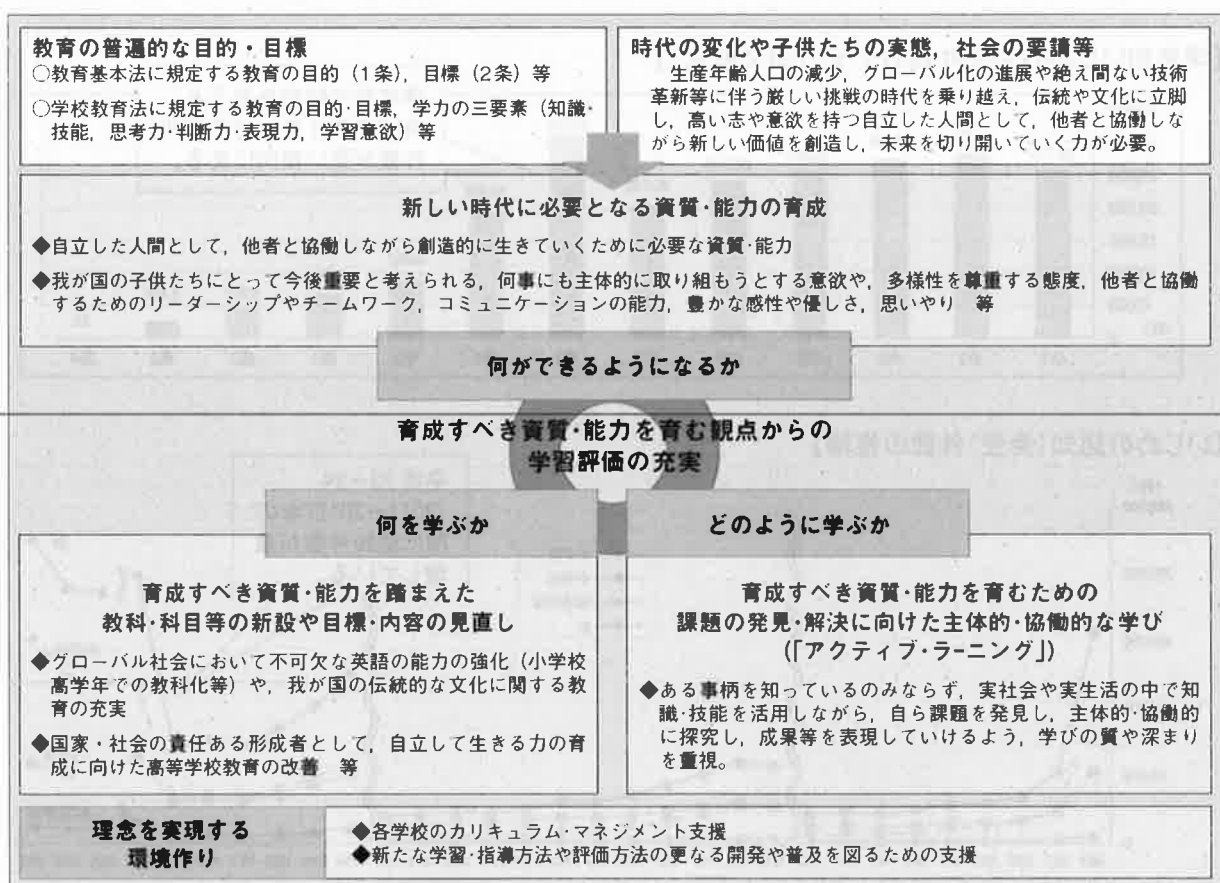 教育の普遍的な目的・目標
○教育基本法に規定する教育の目的（1条），目標（2条）等
○学校教育法に規定する教育の目的・目標，学力の三要素（知識・
技能，思考力・判断力・表現力，学習意欲）等
時代の変化や子供たちの実態，社会の要請等
生産年齢人口の減少，グローバル化の進展や絶え間ない技術
革新等に伴う厳しい挑戦の時代を乗り越え，伝統や文化に立脚
し，高い志や意欲を持つ自立した人間として，他者と協働しな
がら新しい価値を創造し，未来を切り開いていく力が必要。
新しい時代に必要となる資質・能力の育成
◆自立した人間として，他者と協働しながら創造的に生きていくために必要な資質・能力
◆我が国の子供たちにとって今後重要と考えられる，何事にも主体的に取り組もうとする意欲や，多様性を尊重する態度，他者と協働
するためのリーダーシップやチームワーク，コミュニケーションの能力，豊かな感性や優しさ，思いやり　等
何ができるようになるか
育成すべき資質・能力を育む観点からの
学習評価の充実
何を学ぶか
育成すべき資質・能力を踏まえた
教科・科目等の新設や目標・内容の見直し
◆グローバル社会において不可欠な英語の能力の強化（小学校
高学年での教科化等）や，我が国の伝統的な文化に関する教
育の充実
◆国家・社会の責任ある形成者として，自立して生きる力の育
成に向けた高等学校教育の改善　等
どのように学ぶか
育成すべき資質・能力を育むための
課題の発見・解決に向けた主体的・協働的な学び
（「アクティブ・ラーニング」）
◆ある事柄を知っているのみならず，実社会や実生活の中で知
識・技能を活用しながら，自ら課題を発見し，主体的・協働的
に探究し，成果等を表現していけるよう，学びの質や深まり
を重視。
理念を実現する
環境作り
◆各学校のカリキュラム・マネジメント支援
◆新たな学習・指導方法や評価方法の更なる開発や普及を図るための支援